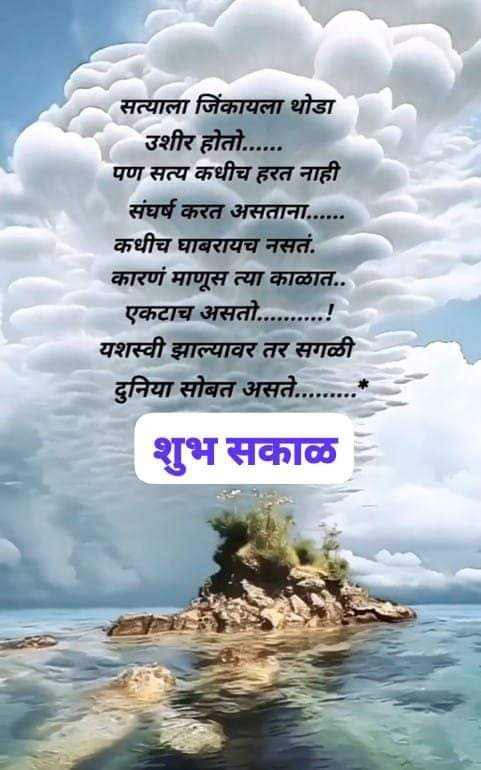 सत्याला जिंकायला थोडा
उशीर होतो......
पण सत्य कधीच हरत नाही
संघर्ष करत असताना......
कधीच घाबरायच नसतं.
कारणं माणूस त्या काळात..
एकटाच असतो..........!
यशस्वी झाल्यावर तर सगळी
दुनिया सोबत असते.........*
शुभ सकाळ